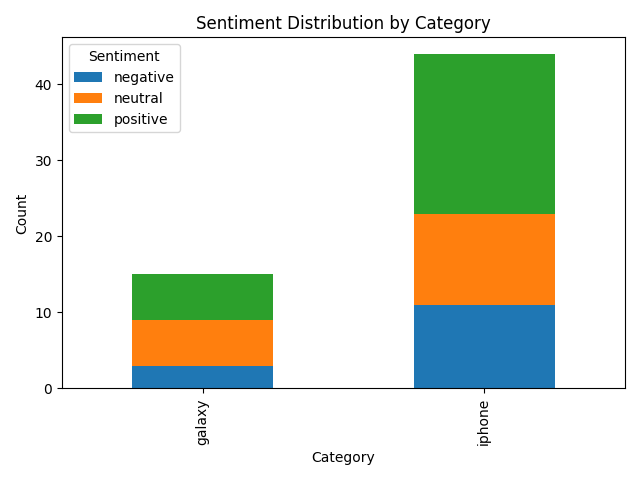 Sentiment Distribution by Category
Sentiment
negative
neutral
positive
Count
40
30
20
10
0
galaxy
iphone
Category